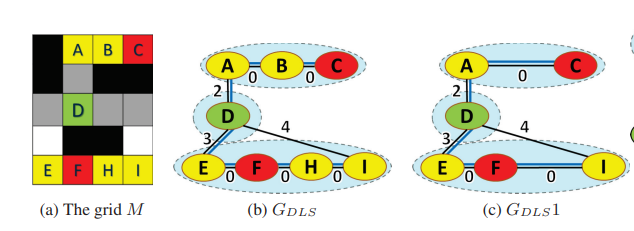 A B C
D
E F H I
(a) The grid M
A B C
0 0
2
D
3 4
E F H I
0 0 0
(b) G_DLS
A C
0
2
D
3 4
E F I
0 0
(c) G_DLS1